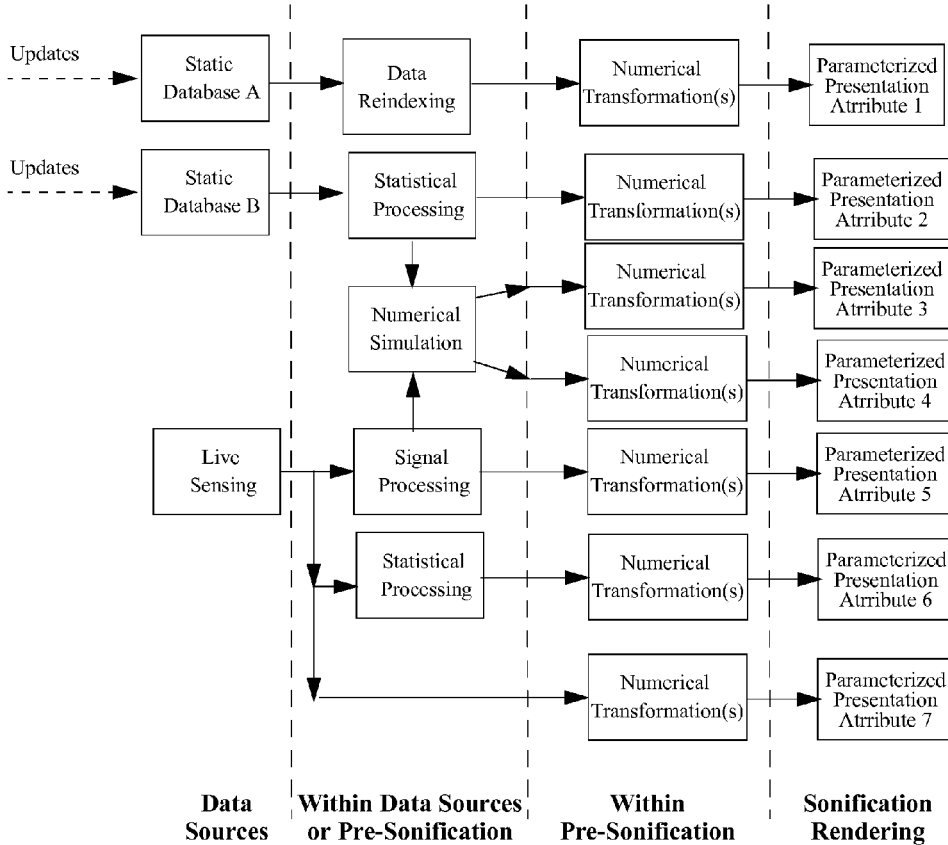 Updates
Static
Database A
Data
Reindexing
Numerical
Transformation(s)
Parameterized
Presentation
Atrribute 1
Updates
Static
Database B
Statistical
Processing
Numerical
Transformation(s)
Parameterized
Presentation
Atrribute 2
Numerical
Simulation
Numerical
Transformation(s)
Parameterized
Presentation
Atrribute 3
Numerical
Transformation(s)
Parameterized
Presentation
Atrribute 4
Live
Sensing
Signal
Processing
Numerical
Transformation(s)
Parameterized
Presentation
Atrribute 5
Statistical
Processing
Numerical
Transformation(s)
Parameterized
Presentation
Atrribute 6
Numerical
Transformation(s)
Parameterized
Presentation
Atrribute 7
Data
Sources
Within Data Sources
or Pre-Sonification
Within
Pre-Sonification
Sonification
Rendering